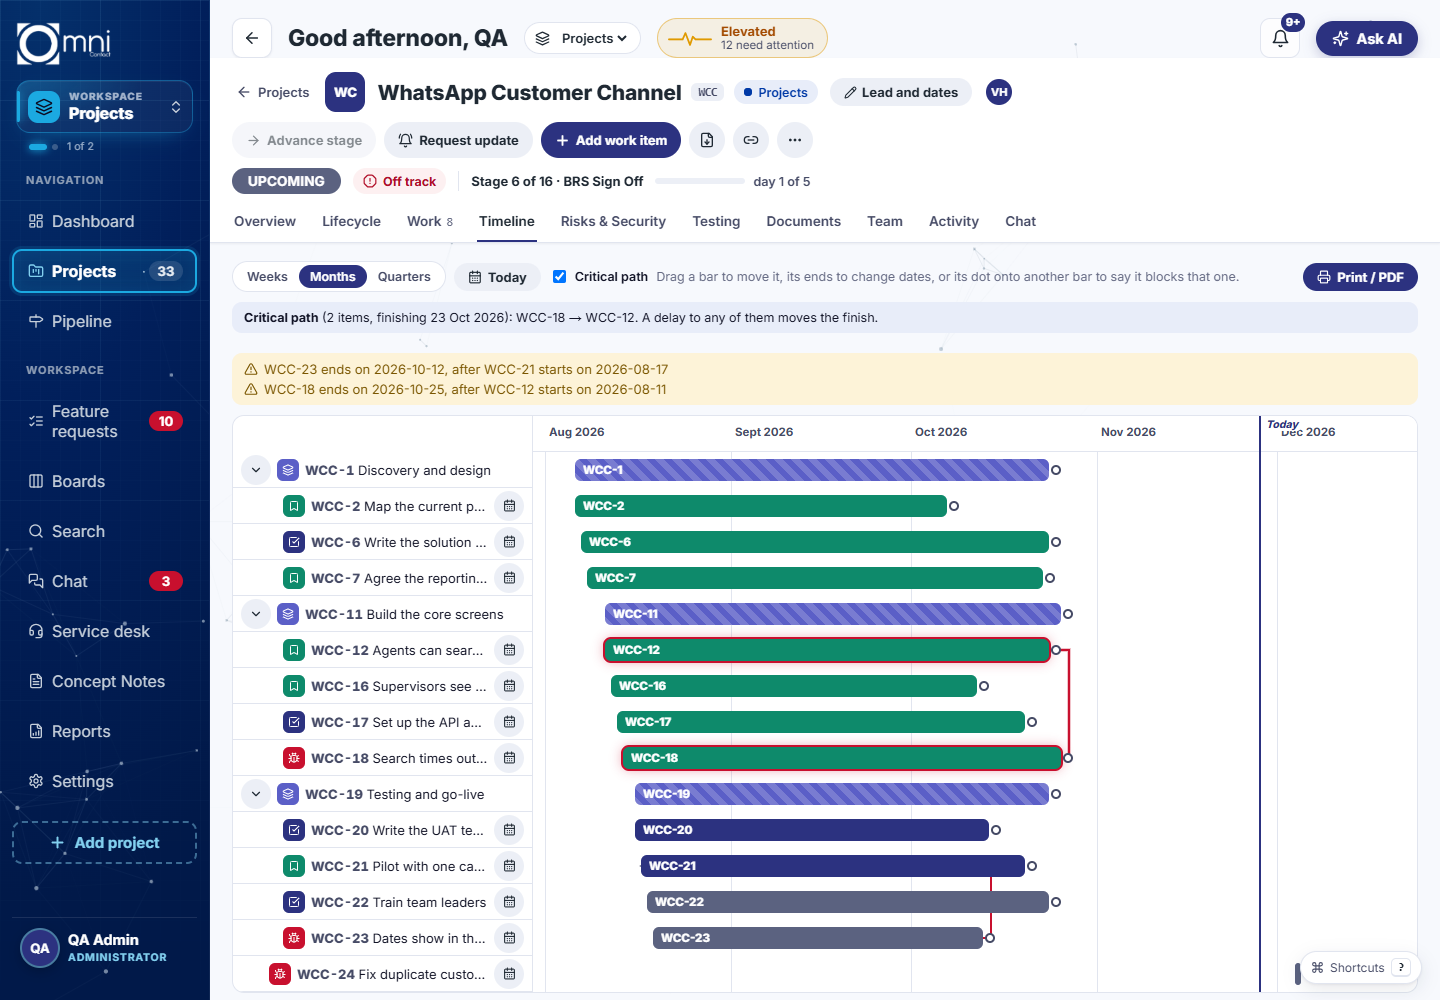 Omni
Contact
WORKSPACE
Projects
1 of 2
NAVIGATION
Dashboard
Projects 33
Pipeline
WORKSPACE
Feature requests 10
Boards
Search
Chat 3
Service desk
Concept Notes
Reports
Settings
+ Add project
QA
QA Admin
ADMINISTRATOR
Good afternoon, QA
Projects
Elevated
12 need attention
9+
Ask AI
Projects
WC
WhatsApp Customer Channel
WCC
Projects
Lead and dates
VH
Advance stage
Request update
Add work item
UPCOMING
Off track
Stage 6 of 16 · BRS Sign Off
day 1 of 5
Overview Lifecycle Work 8 Timeline Risks & Security Testing Documents Team Activity Chat
Weeks Months Quarters
Today
Critical path
Drag a bar to move it, its ends to change dates, or its dot onto another bar to say it blocks that one.
Print / PDF
Critical path (2 items, finishing 23 Oct 2026): WCC-18 → WCC-12. A delay to any of them moves the finish.
WCC-23 ends on 2026-10-12, after WCC-21 starts on 2026-08-17
WCC-18 ends on 2026-10-25, after WCC-12 starts on 2026-08-11
Aug 2026 Sept 2026 Oct 2026 Nov 2026 Today Dec 2026
WCC-1 Discovery and design WCC-1
WCC-2 Map the current p... WCC-2
WCC-6 Write the solution ... WCC-6
WCC-7 Agree the reportin... WCC-7
WCC-11 Build the core screens WCC-11
WCC-12 Agents can sear... WCC-12
WCC-16 Supervisors see ... WCC-16
WCC-17 Set up the API a... WCC-17
WCC-18 Search times out... WCC-18
WCC-19 Testing and go-live WCC-19
WCC-20 Write the UAT te... WCC-20
WCC-21 Pilot with one ca... WCC-21
WCC-22 Train team leaders WCC-22
WCC-23 Dates show in th... WCC-23
WCC-24 Fix duplicate custo...
Shortcuts ?